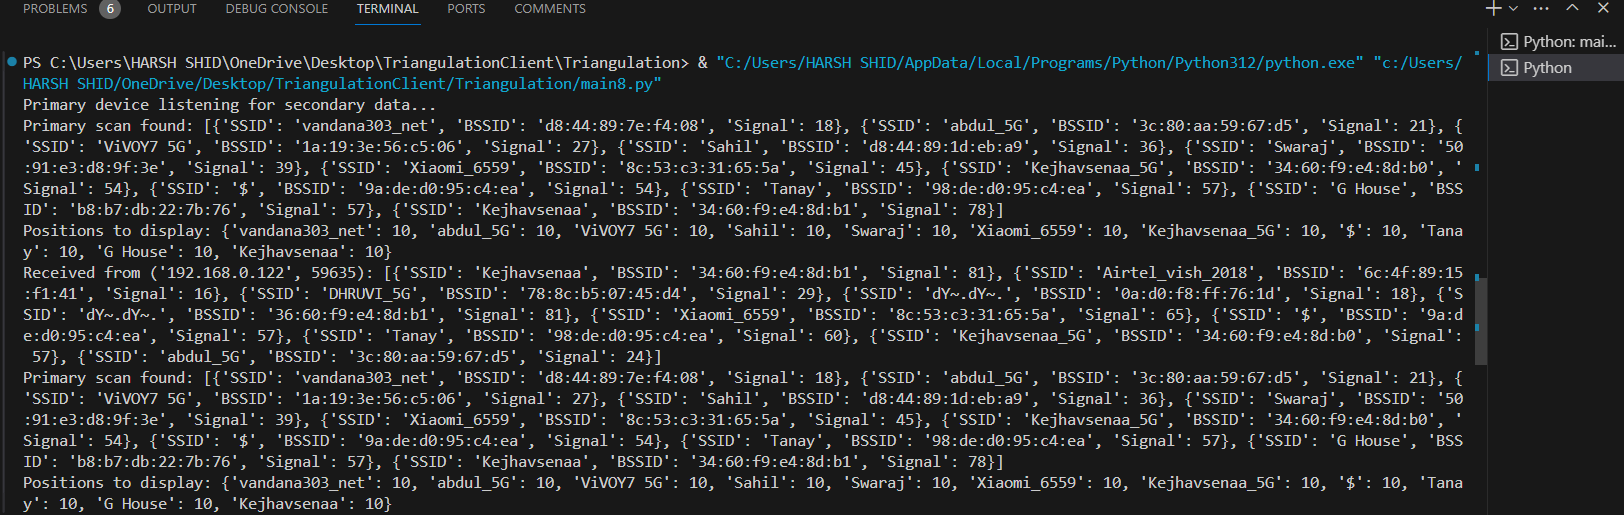 PROBLEMS 6 OUTPUT DEBUG CONSOLE TERMINAL PORTS COMMENTS
PS C:\Users\HARSH SHID\OneDrive\Desktop\TriangulationClient\Triangulation> & "C:/Users/HARSH SHID/AppData/Local/Programs/Python/Python312/python.exe" "c:/Users/
HARSH SHID/OneDrive/Desktop/TriangulationClient/Triangulation/main8.py"
Primary device listening for secondary data...
Primary scan found: [{'SSID': 'vandana303_net', 'BSSID': 'd8:44:89:7e:f4:08', 'Signal': 18}, {'SSID': 'abdul_5G', 'BSSID': '3c:80:aa:59:67:d5', 'Signal': 21}, {
'SSID': 'ViVOY7 5G', 'BSSID': '1a:19:3e:56:c5:06', 'Signal': 27}, {'SSID': 'Sahil', 'BSSID': 'd8:44:89:1d:eb:a9', 'Signal': 36}, {'SSID': 'Swaraj', 'BSSID': '50
:91:e3:d8:9f:3e', 'Signal': 39}, {'SSID': 'Xiaomi_6559', 'BSSID': '8c:53:c3:31:65:5a', 'Signal': 45}, {'SSID': 'Kejhavsenaa_5G', 'BSSID': '34:60:f9:e4:8d:b0', '
Signal': 54}, {'SSID': '$', 'BSSID': '9a:de:d0:95:c4:ea', 'Signal': 54}, {'SSID': 'Tanay', 'BSSID': '98:de:d0:95:c4:ea', 'Signal': 57}, {'SSID': 'G House', 'BSS
ID': 'b8:b7:db:22:7b:76', 'Signal': 57}, {'SSID': 'Kejhavsenaa', 'BSSID': '34:60:f9:e4:8d:b1', 'Signal': 78}]
Positions to display: {'vandana303_net': 10, 'abdul_5G': 10, 'ViVOY7 5G': 10, 'Sahil': 10, 'Swaraj': 10, 'Xiaomi_6559': 10, 'Kejhavsenaa_5G': 10, '$': 10, 'Tana
y': 10, 'G House': 10, 'Kejhavsenaa': 10}
Received from ('192.168.0.122', 59635): [{'SSID': 'Kejhavsenaa', 'BSSID': '34:60:f9:e4:8d:b1', 'Signal': 81}, {'SSID': 'Airtel_vish_2018', 'BSSID': '6c:4f:89:15
:f1:41', 'Signal': 16}, {'SSID': 'DHRUVI_5G', 'BSSID': '78:8c:b5:07:45:d4', 'Signal': 29}, {'SSID': 'dY~.dY~.', 'BSSID': '0a:d0:f8:ff:76:1d', 'Signal': 18}, {'S
SID': 'dY~.dY~.', 'BSSID': '36:60:f9:e4:8d:b1', 'Signal': 81}, {'SSID': 'Xiaomi_6559', 'BSSID': '8c:53:c3:31:65:5a', 'Signal': 65}, {'SSID': '$', 'BSSID': '9a:d
e:d0:95:c4:ea', 'Signal': 57}, {'SSID': 'Tanay', 'BSSID': '98:de:d0:95:c4:ea', 'Signal': 60}, {'SSID': 'Kejhavsenaa_5G', 'BSSID': '34:60:f9:e4:8d:b0', 'Signal':
 57}, {'SSID': 'abdul_5G', 'BSSID': '3c:80:aa:59:67:d5', 'Signal': 24}]
Primary scan found: [{'SSID': 'vandana303_net', 'BSSID': 'd8:44:89:7e:f4:08', 'Signal': 18}, {'SSID': 'abdul_5G', 'BSSID': '3c:80:aa:59:67:d5', 'Signal': 21}, {
'SSID': 'ViVOY7 5G', 'BSSID': '1a:19:3e:56:c5:06', 'Signal': 27}, {'SSID': 'Sahil', 'BSSID': 'd8:44:89:1d:eb:a9', 'Signal': 36}, {'SSID': 'Swaraj', 'BSSID': '50
:91:e3:d8:9f:3e', 'Signal': 39}, {'SSID': 'Xiaomi_6559', 'BSSID': '8c:53:c3:31:65:5a', 'Signal': 45}, {'SSID': 'Kejhavsenaa_5G', 'BSSID': '34:60:f9:e4:8d:b0', '
Signal': 54}, {'SSID': '$', 'BSSID': '9a:de:d0:95:c4:ea', 'Signal': 54}, {'SSID': 'Tanay', 'BSSID': '98:de:d0:95:c4:ea', 'Signal': 57}, {'SSID': 'G House', 'BSS
ID': 'b8:b7:db:22:7b:76', 'Signal': 57}, {'SSID': 'Kejhavsenaa', 'BSSID': '34:60:f9:e4:8d:b1', 'Signal': 78}]
Positions to display: {'vandana303_net': 10, 'abdul_5G': 10, 'ViVOY7 5G': 10, 'Sahil': 10, 'Swaraj': 10, 'Xiaomi_6559': 10, 'Kejhavsenaa_5G': 10, '$': 10, 'Tana
y': 10, 'G House': 10, 'Kejhavsenaa': 10}
Python: mai...
Python